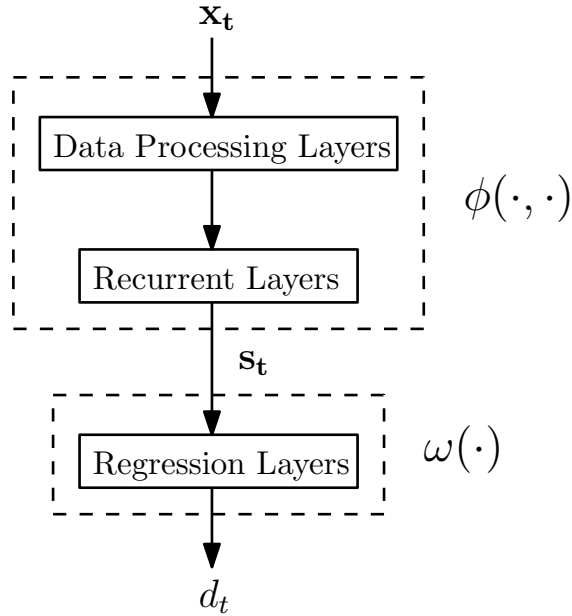 x_t
Data Processing Layers
ϕ(·, ·)
Recurrent Layers
s_t
Regression Layers
ω(·)
d_t